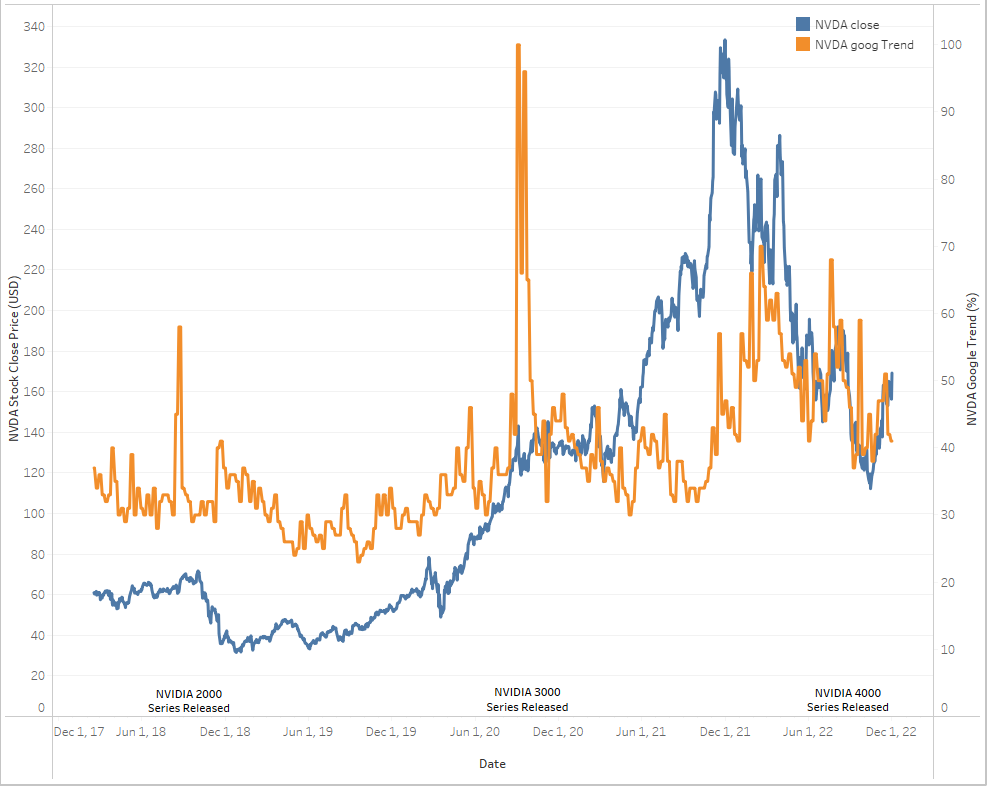 NVDA close
NVDA goog Trend
340
320
300
280
260
240
220
200
180
160
140
120
100
80
60
40
20
0
NVDA Stock Close Price (USD)
100
90
80
70
60
50
40
30
20
10
0
NVDA Google Trend (%)
NVIDIA 2000
Series Released
NVIDIA 3000
Series Released
NVIDIA 4000
Series Released
Dec 1, 17 Jun 1, 18 Dec 1, 18 Jun 1, 19 Dec 1, 19 Jun 1, 20 Dec 1, 20 Jun 1, 21 Dec 1, 21 Jun 1, 22 Dec 1, 22
Date